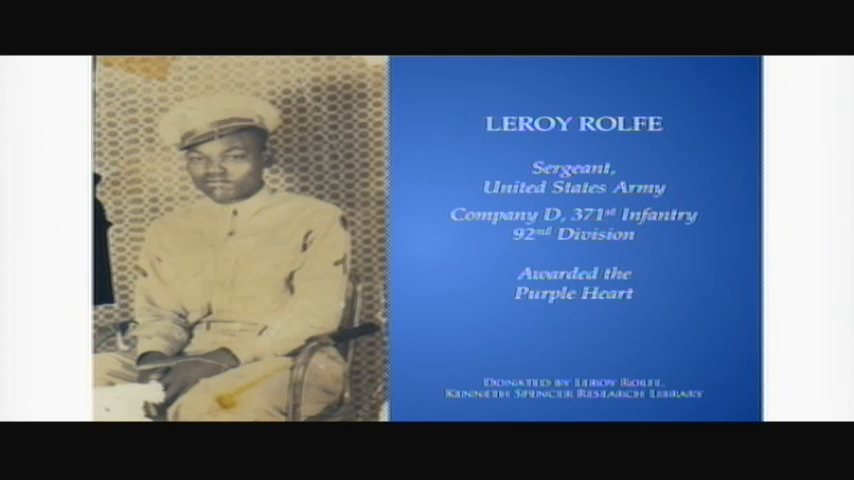 LEROY ROLFE
Sergeant,
United States Army
Company D, 371st Infantry
92nd Division
Awarded the
Purple Heart
DONATED BY LEROY ROLFE,
KENNETH SPENCER RESEARCH LIBRARY